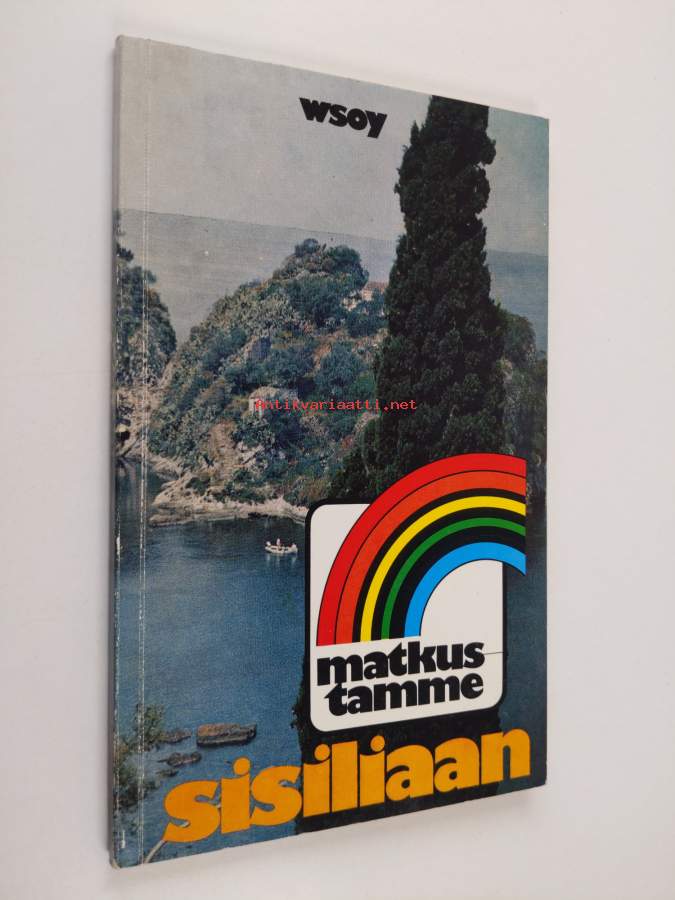 wsoy
Antikvariaatti.net
matkus
tamme
sisiliaan